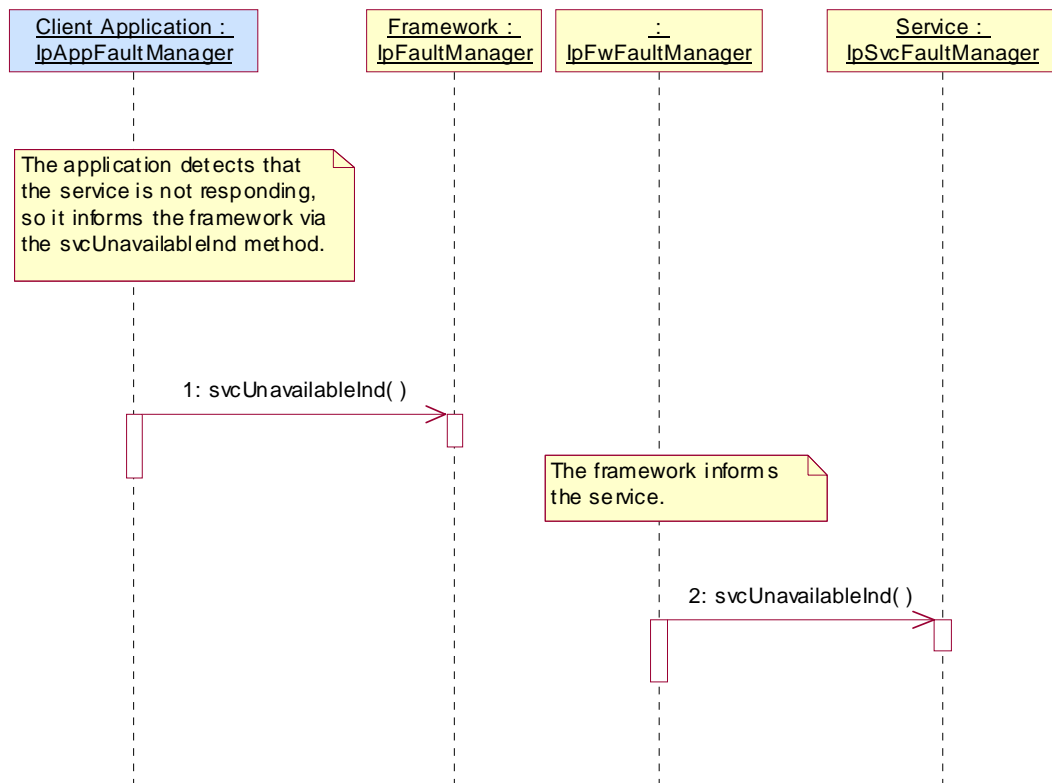 Client Application :
IpAppFaultManager
Framework :
IpFaultManager
:
IpFwFaultManager
Service :
IpSvcFaultManager
The application detects that
the service is not responding,
so it informs the framework via
the svcUnavailableInd method.
1: svcUnavailableInd( )
The framework informs
the service.
2: svcUnavailableInd( )